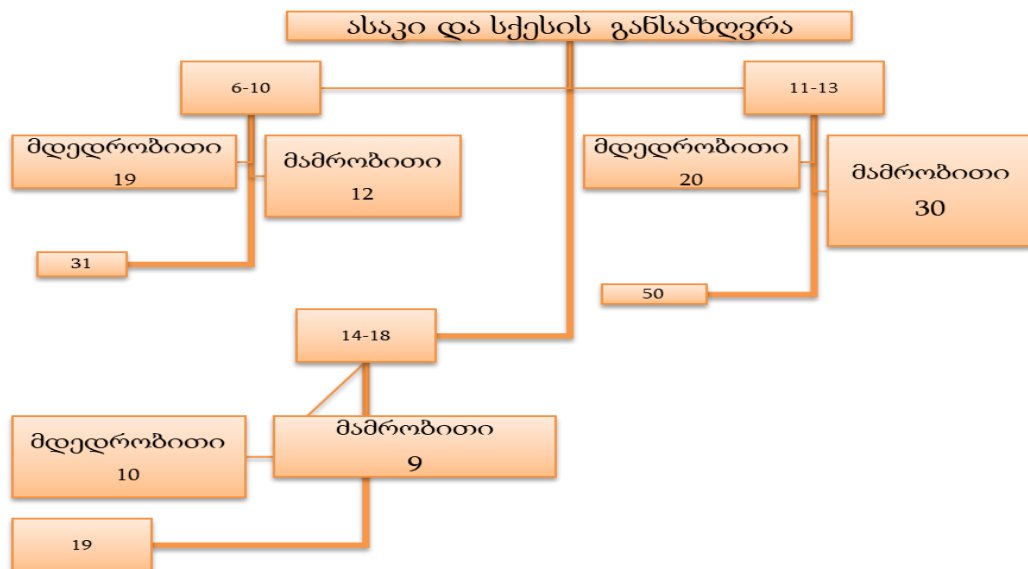 ასაკი და სქესის განსაზღვრა
6-10
11-13
მდედრობითი
19
მამრობითი
12
მდედრობითი
20
მამრობითი
30
31
50
14-18
მდედრობითი
10
მამრობითი
9
19